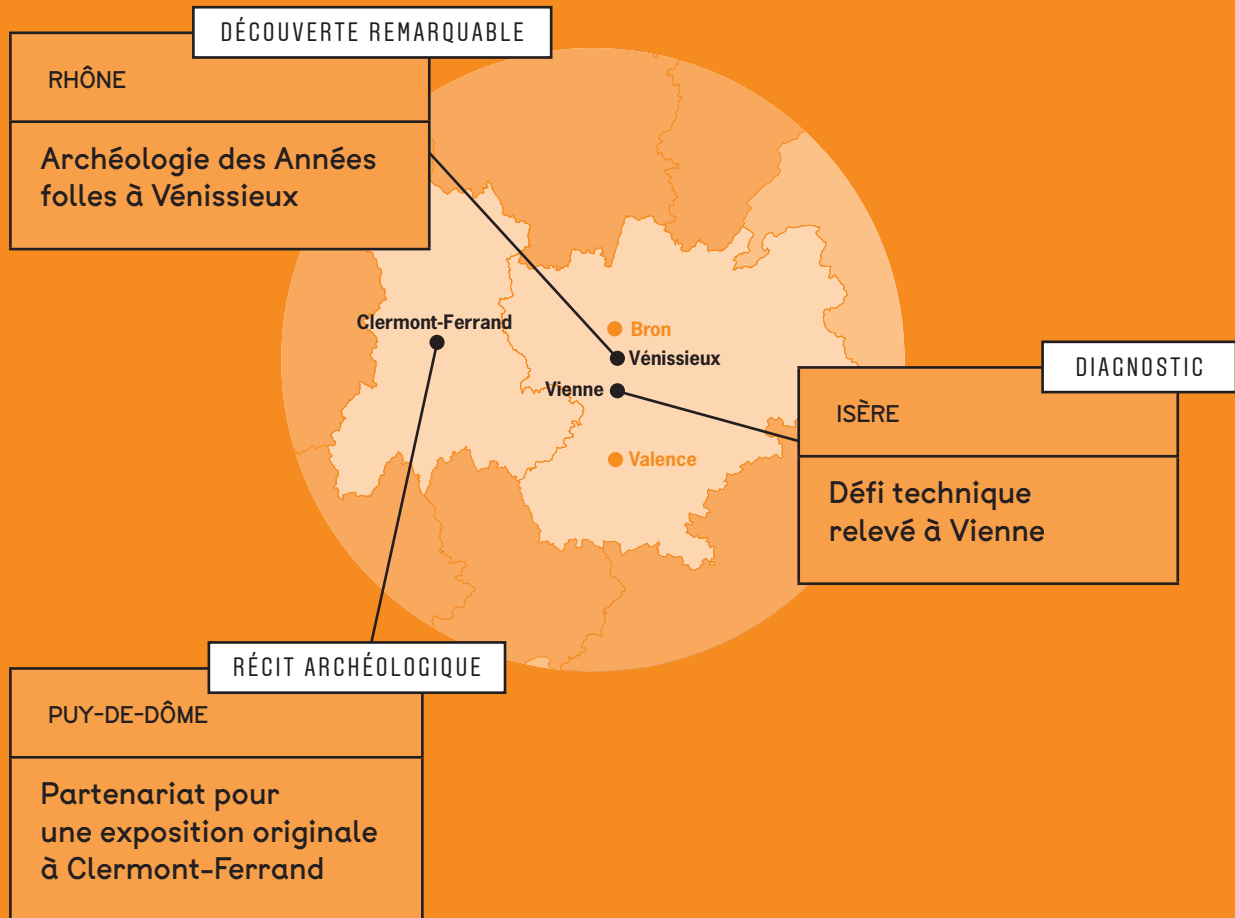 DÉCOUVERTE REMARQUABLE
RHÔNE
Archéologie des Années
folles à Vénissieux
Clermont-Ferrand
Bron
Vénissieux
Vienne
Valence
DIAGNOSTIC
ISÈRE
Défi technique
relevé à Vienne
RÉCIT ARCHÉOLOGIQUE
PUY-DE-DÔME
Partenariat pour
une exposition originale
à Clermont-Ferrand